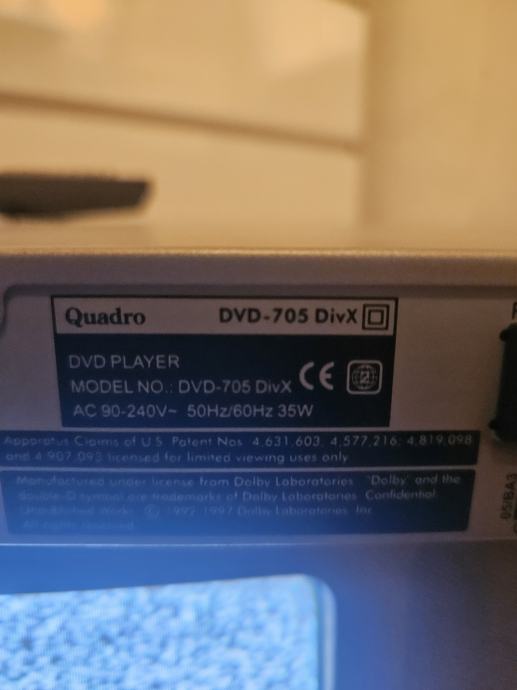 Quadro DVD-705 DivX
DVD PLAYER
MODEL NO.: DVD-705 DivX CE 2
AC 90-240V~ 50Hz/60Hz 35W
Apparatus Claims of U.S. Patent Nos. 4,631,603, 4,577,216, 4,819,098
and 4,907,093 licensed for limited viewing uses only
Manufactured under license from Dolby Laboratories. "Dolby" and the
double-D symbol are trademarks of Dolby Laboratories. Confidential
Unpublished Works. © 1992-1997 Dolby Laboratories, Inc
All rights reserved